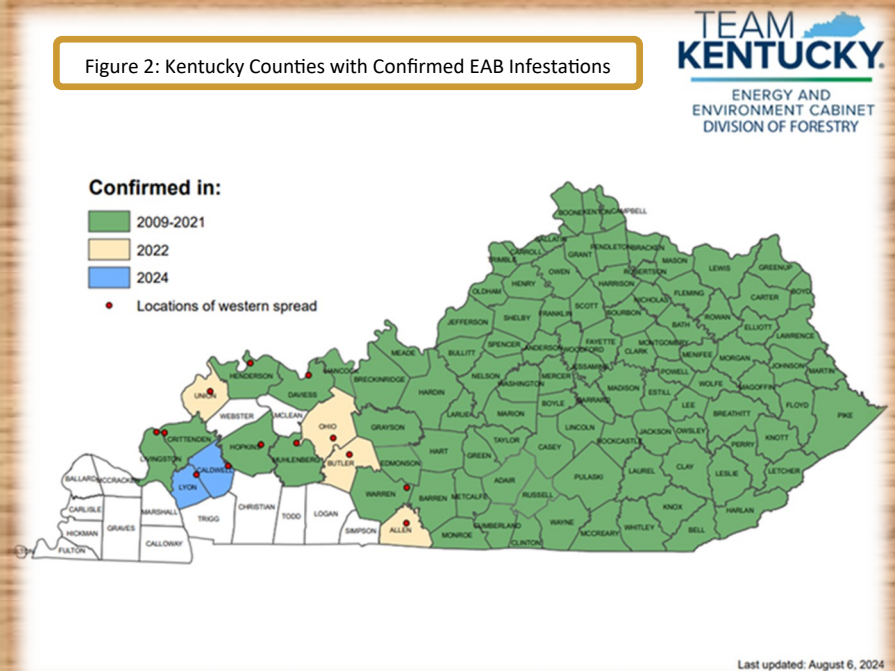 TEAM
KENTUCKY.
ENERGY AND
ENVIRONMENT CABINET
DIVISION OF FORESTRY
Figure 2: Kentucky Counties with Confirmed EAB Infestations
Confirmed in:
2009-2021
2022
2024
Locations of western spread
BOONE KENTON CAMPBELL
GALLATIN PENDLETON BRACKEN
CARROLL GRANT MASON
TRIMBLE OWEN ROBERTSON LEWIS GREENUP
OLDHAM HENRY HARRISON FLEMING CARTER BOYD
NICHOLAS
SHELBY FRANKLIN SCOTT BOURBON ROWAN
JEFFERSON BATH ELLIOTT LAWRENCE
SPENCER ANDERSON WOODFORD FAYETTE MONTGOMERY
MEADE BULLITT CLARK MENIFEE MORGAN
HANCOCK JESSAMINE POWELL JOHNSON MARTIN
HENDERSON BRECKINRIDGE NELSON WASHINGTON MERCER MADISON WOLFE MAGOFFIN
DAVIESS HARDIN ESTILL
UNION BOYLE GARRARD LEE FLOYD
WEBSTER MCLEAN LARUE MARION BREATHITT PIKE
OHIO GRAYSON LINCOLN JACKSON OWSLEY
CRITTENDEN HOPKINS TAYLOR CASEY ROCKCASTLE PERRY KNOTT
LIVINGSTON MUHLENBERG BUTLER EDMONSON HART GREEN
CALDWELL PULASKI LAUREL CLAY LESLIE LETCHER
BALLARD MCCRACKEN LYON ADAIR
WARREN BARREN METCALFE RUSSELL
CARLISLE MARSHALL TRIGG CHRISTIAN TODD LOGAN KNOX HARLAN
GRAVES SIMPSON ALLEN CUMBERLAND WAYNE WHITLEY BELL
HICKMAN MONROE CLINTON MCCREARY
FULTON CALLOWAY
Last updated: August 6, 2024